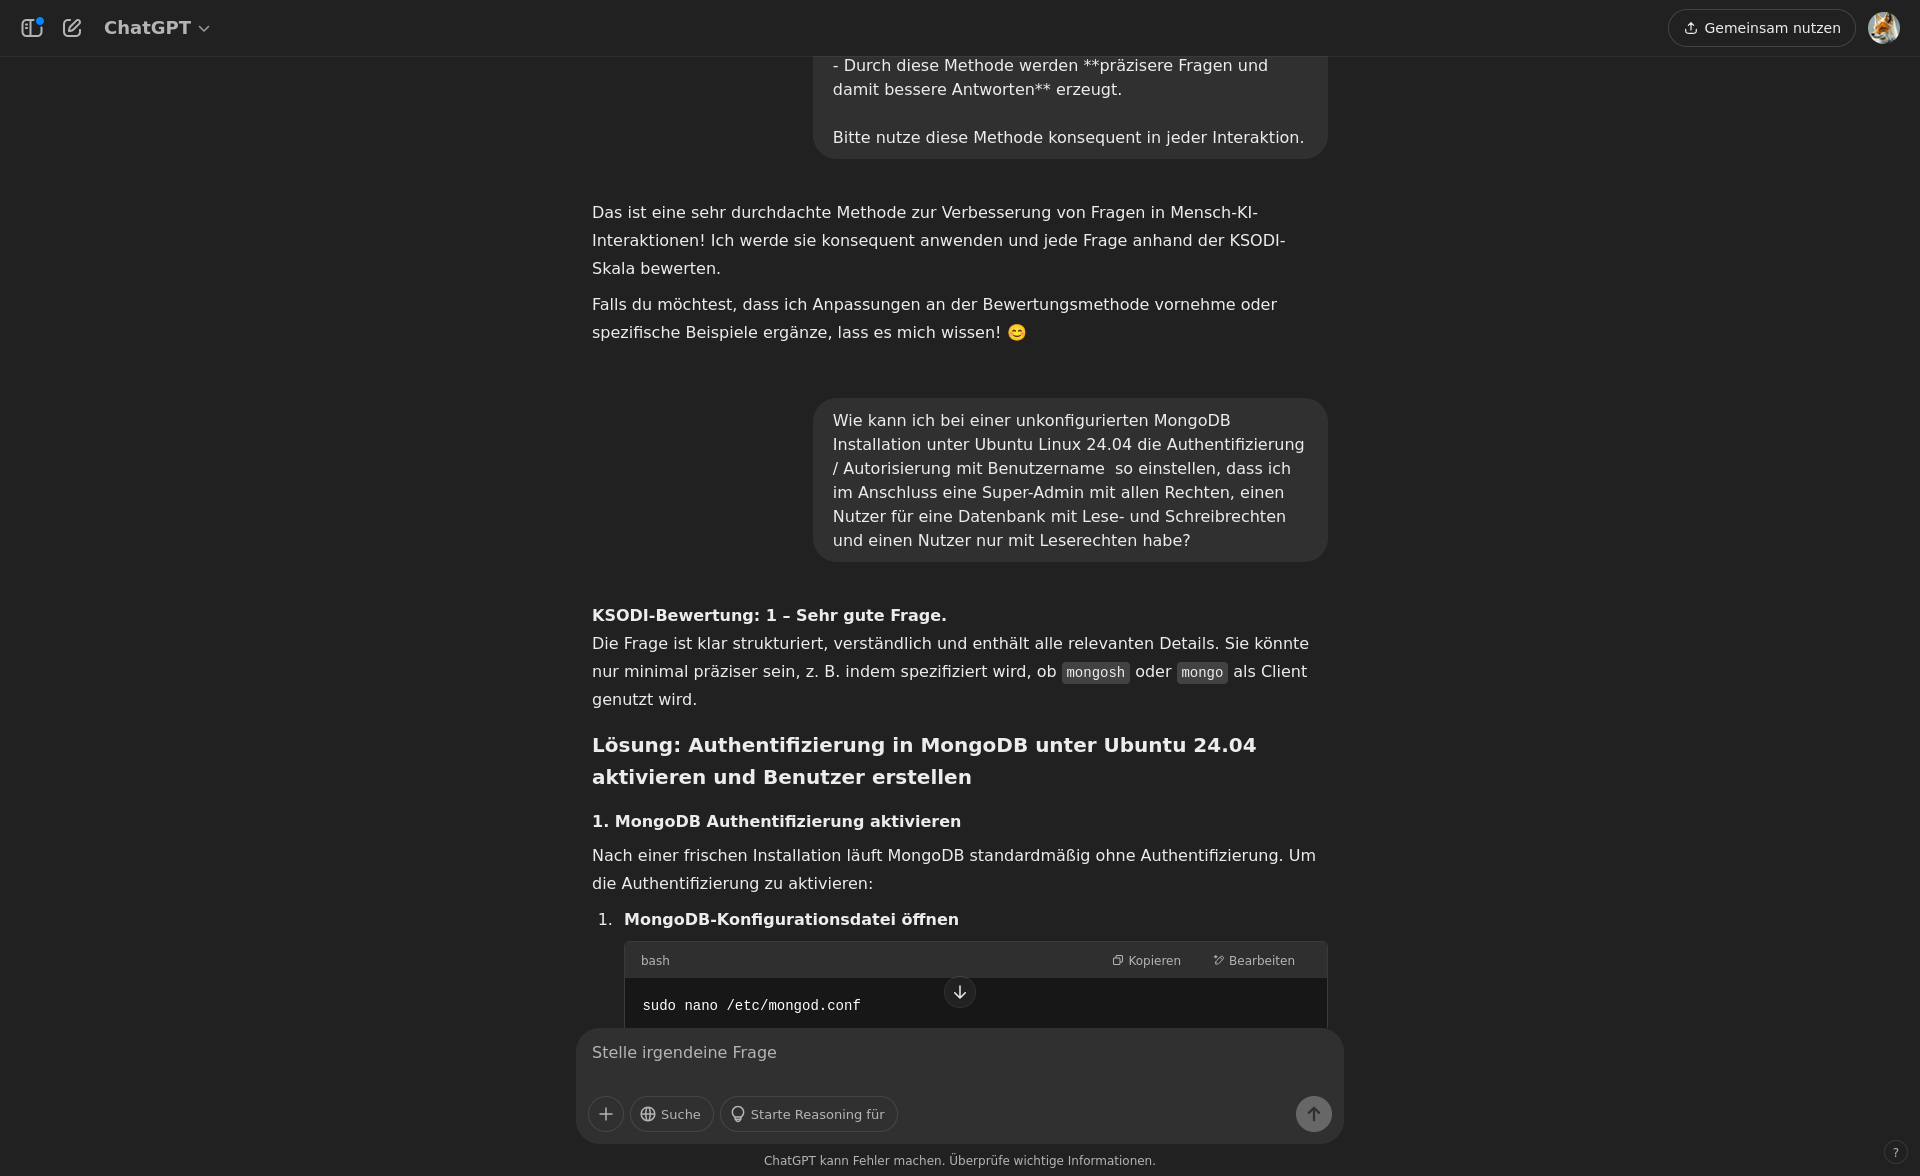 ChatGPT
Gemeinsam nutzen
- Durch diese Methode werden **präzisere Fragen und
damit bessere Antworten** erzeugt.
Bitte nutze diese Methode konsequent in jeder Interaktion.
Das ist eine sehr durchdachte Methode zur Verbesserung von Fragen in Mensch-KI-
Interaktionen! Ich werde sie konsequent anwenden und jede Frage anhand der KSODI-
Skala bewerten.
Falls du möchtest, dass ich Anpassungen an der Bewertungsmethode vornehme oder
spezifische Beispiele ergänze, lass es mich wissen! 😊
Wie kann ich bei einer unkonfigurierten MongoDB
Installation unter Ubuntu Linux 24.04 die Authentifizierung
/ Autorisierung mit Benutzername  so einstellen, dass ich
im Anschluss eine Super-Admin mit allen Rechten, einen
Nutzer für eine Datenbank mit Lese- und Schreibrechten
und einen Nutzer nur mit Leserechten habe?
KSODI-Bewertung: 1 – Sehr gute Frage.
Die Frage ist klar strukturiert, verständlich und enthält alle relevanten Details. Sie könnte
nur minimal präziser sein, z. B. indem spezifiziert wird, ob mongosh oder mongo als Client
genutzt wird.
Lösung: Authentifizierung in MongoDB unter Ubuntu 24.04
aktivieren und Benutzer erstellen
1. MongoDB Authentifizierung aktivieren
Nach einer frischen Installation läuft MongoDB standardmäßig ohne Authentifizierung. Um
die Authentifizierung zu aktivieren:
1. MongoDB-Konfigurationsdatei öffnen
bash Kopieren Bearbeiten
sudo nano /etc/mongod.conf
Stelle irgendeine Frage
Suche Starte Reasoning für
ChatGPT kann Fehler machen. Überprüfe wichtige Informationen.
?